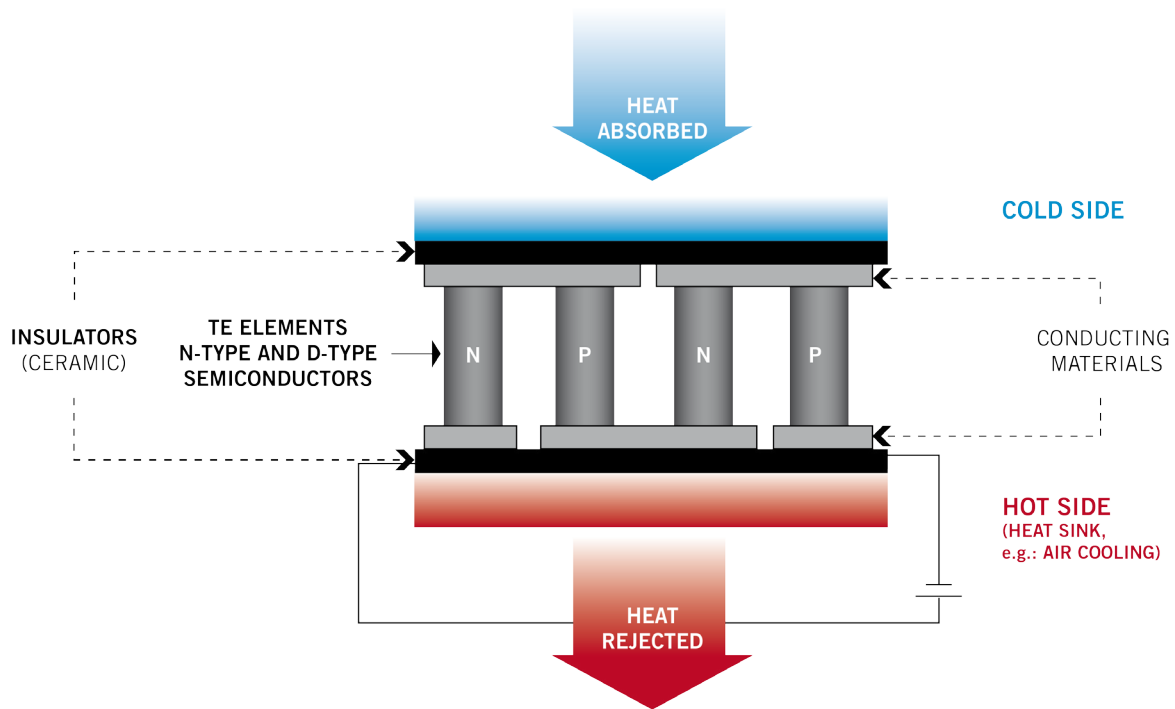 HEAT
ABSORBED
COLD SIDE
INSULATORS
(CERAMIC)
TE ELEMENTS
N-TYPE AND D-TYPE
SEMICONDUCTORS
N
P
N
P
CONDUCTING
MATERIALS
HOT SIDE
(HEAT SINK,
e.g.: AIR COOLING)
HEAT
REJECTED